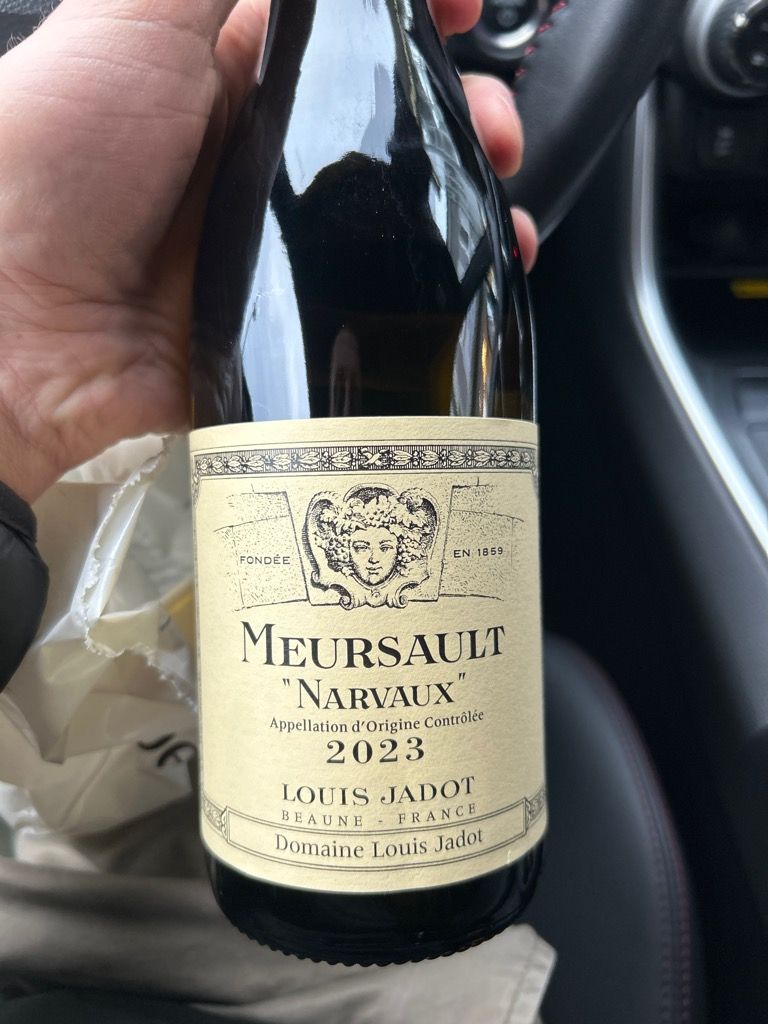 FONDÉE EN 1859
MEURSAULT
"NARVAUX"
Appellation d'Origine Contrôlée
2023
LOUIS JADOT
BEAUNE - FRANCE
Domaine Louis Jadot